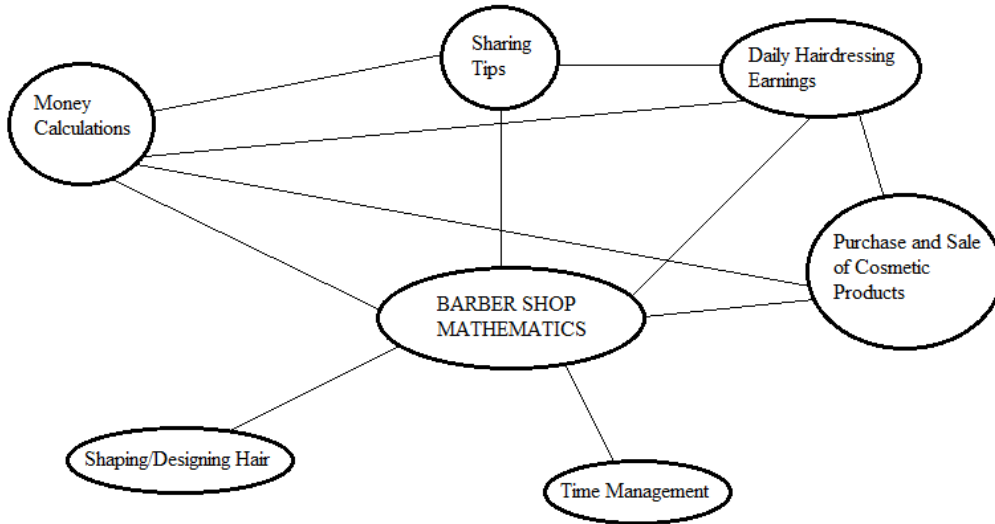 Sharing
Tips
Daily Hairdressing
Earnings
Money
Calculations
Purchase and Sale
of Cosmetic
Products
BARBER SHOP
MATHEMATICS
Shaping/Designing Hair
Time Management